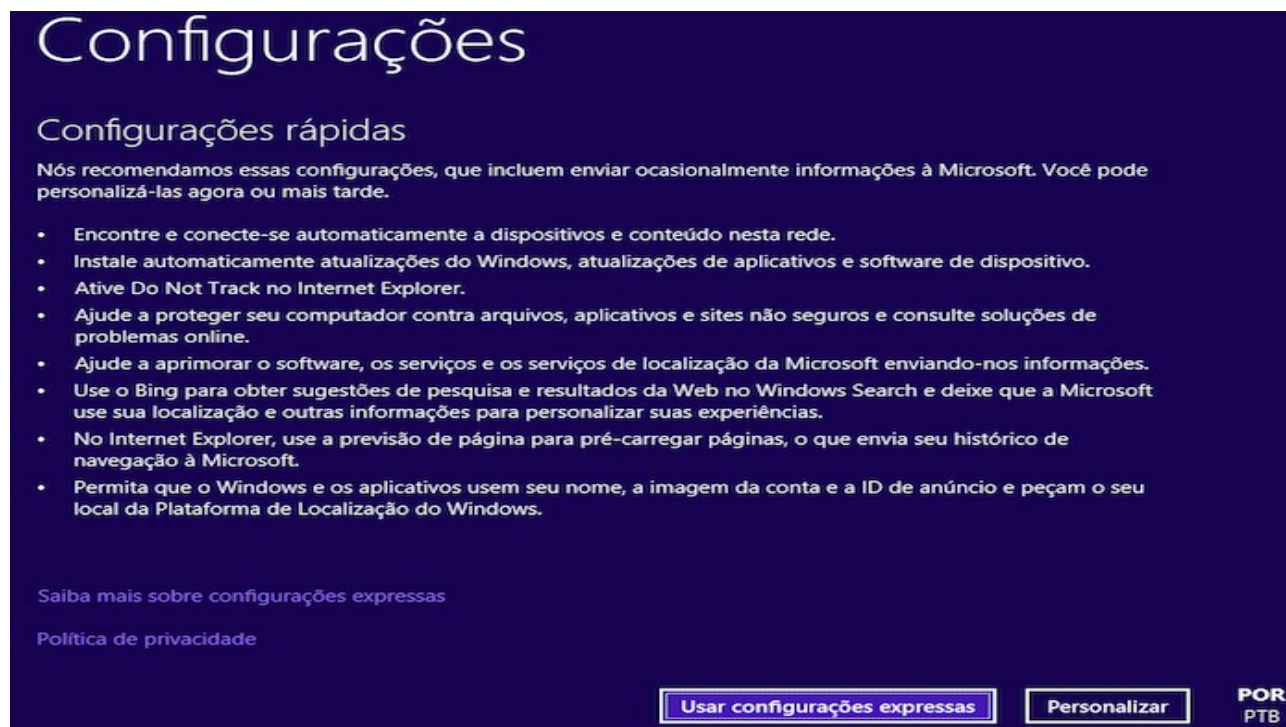 Configurações
Configurações rápidas
Nós recomendamos essas configurações, que incluem enviar ocasionalmente informações à Microsoft. Você pode
personalizá-las agora ou mais tarde.
• Encontre e conecte-se automaticamente a dispositivos e conteúdo nesta rede.
• Instale automaticamente atualizações do Windows, atualizações de aplicativos e software de dispositivo.
• Ative Do Not Track no Internet Explorer.
• Ajude a proteger seu computador contra arquivos, aplicativos e sites não seguros e consulte soluções de
problemas online.
• Ajude a aprimorar o software, os serviços e os serviços de localização da Microsoft enviando-nos informações.
• Use o Bing para obter sugestões de pesquisa e resultados da Web no Windows Search e deixe que a Microsoft
use sua localização e outras informações para personalizar suas experiências.
• No Internet Explorer, use a previsão de página para pré-carregar páginas, o que envia seu histórico de
navegação à Microsoft.
• Permita que o Windows e os aplicativos usem seu nome, a imagem da conta e a ID de anúncio e peçam o seu
local da Plataforma de Localização do Windows.
Saiba mais sobre configurações expressas
Política de privacidade
Usar configurações expressas
Personalizar
POR
PTB